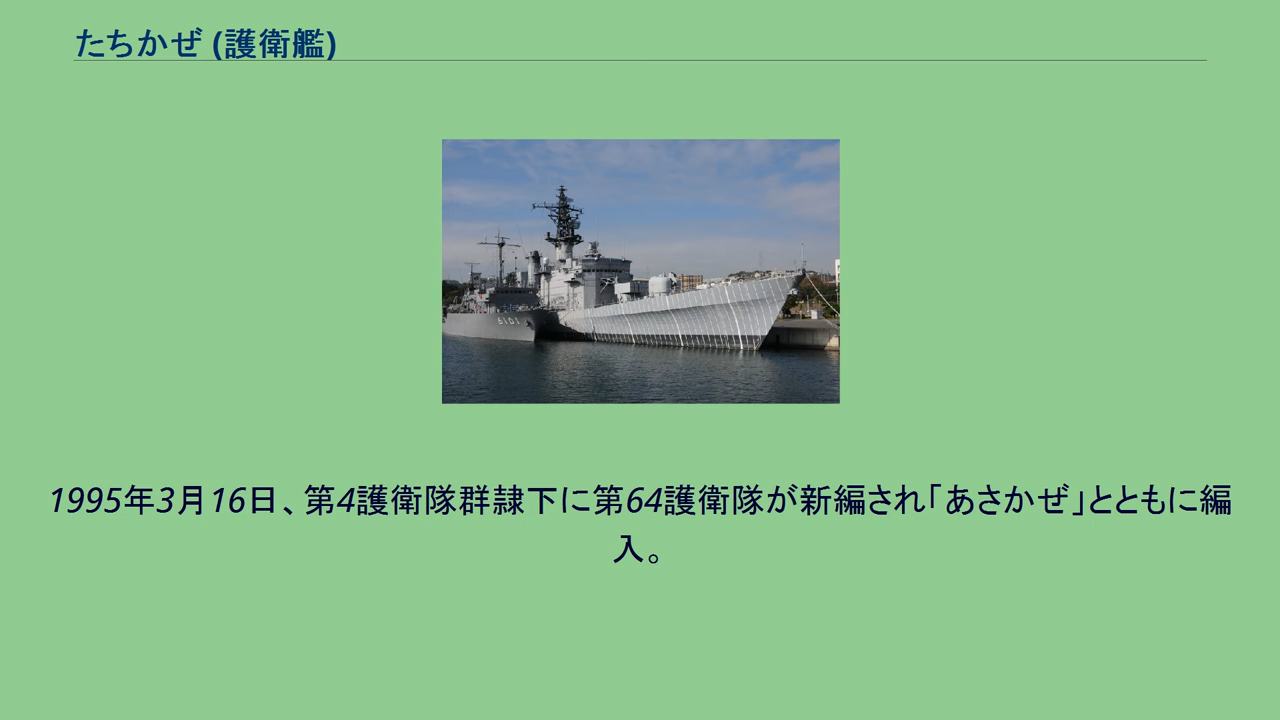 たちかぜ (護衛艦)
6101
1995年3月16日、第4護衛隊群隷下に第64護衛隊が新編され「あさかぜ」とともに編
入。